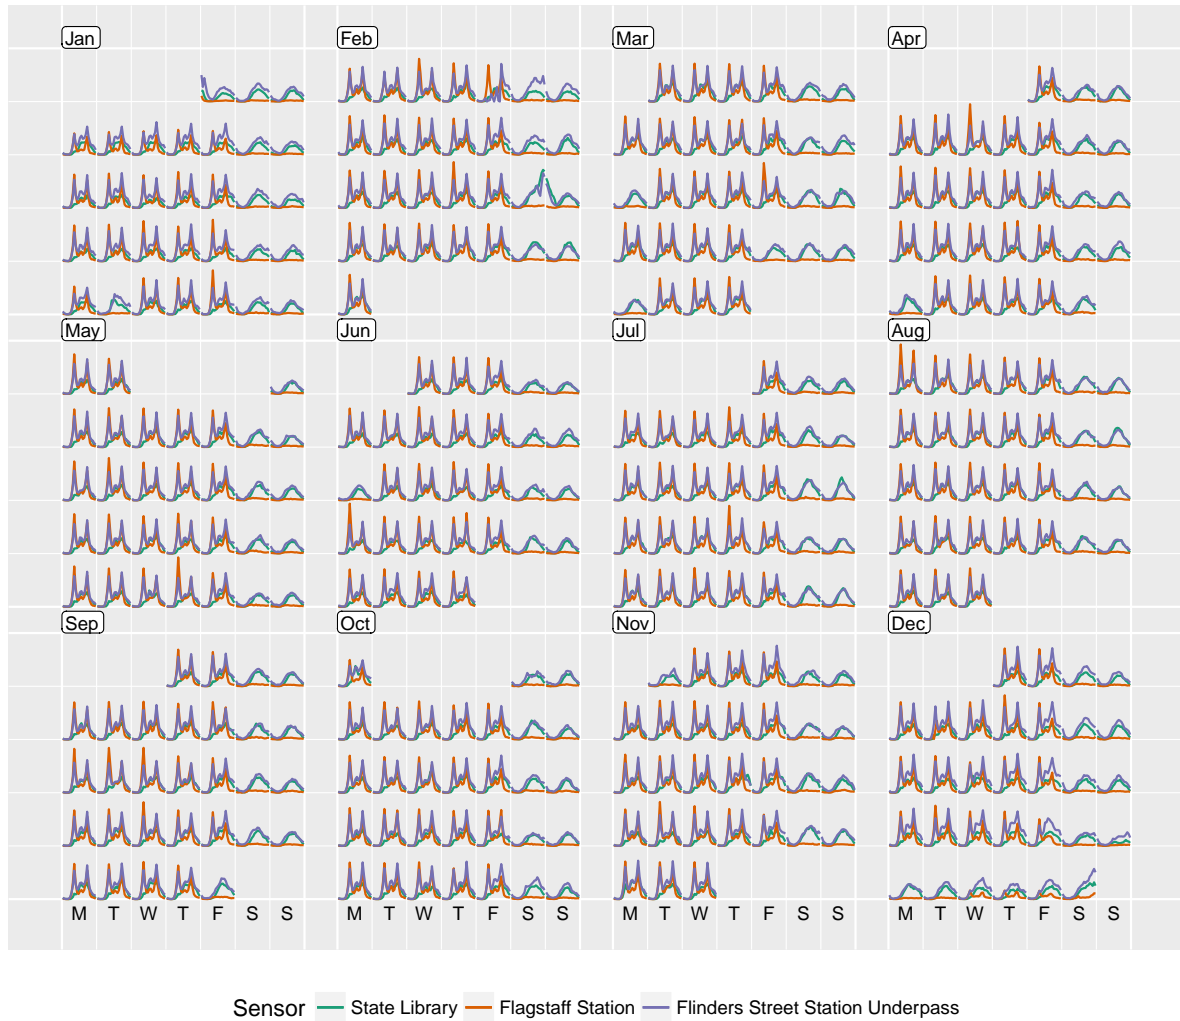 Jan Feb Mar Apr
May Jun Jul Aug
Sep Oct Nov Dec
M T W T F S S M T W T F S S M T W T F S S M T W T F S S
Sensor State Library Flagstaff Station Flinders Street Station Underpass